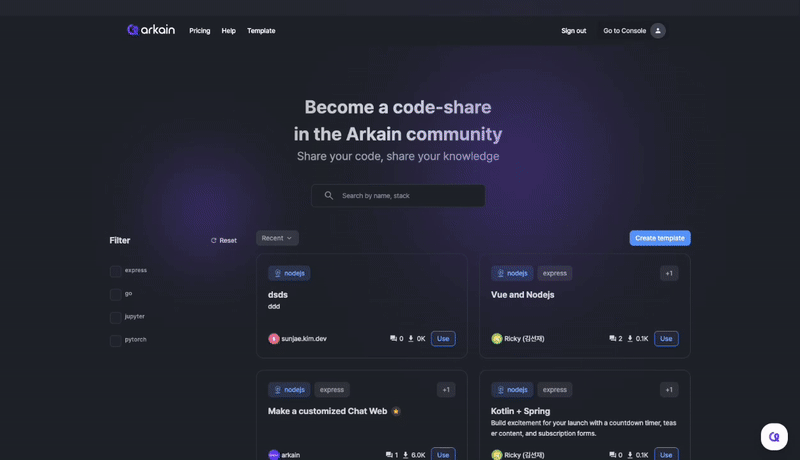 arkain Pricing Help Template Sign out Go to Console
Become a code-share
in the Arkain community
Share your code, share your knowledge
Search by name, stack
Filter
Reset
express
go
jupyter
pytorch
Recent
Create template
nodejs
dsds
ddd
sunjae.kim.dev 0 0K Use
nodejs express +1
Vue and Nodejs
Ricky (김선재) 2 0.1K Use
nodejs express +1
Make a customized Chat Web
arkain 1 6.0K Use
nodejs express +1
Kotlin + Spring
Build excitement for your launch with a countdown timer, teas
er content, and subscription forms.
Ricky (김선재) 0 0.1K Use